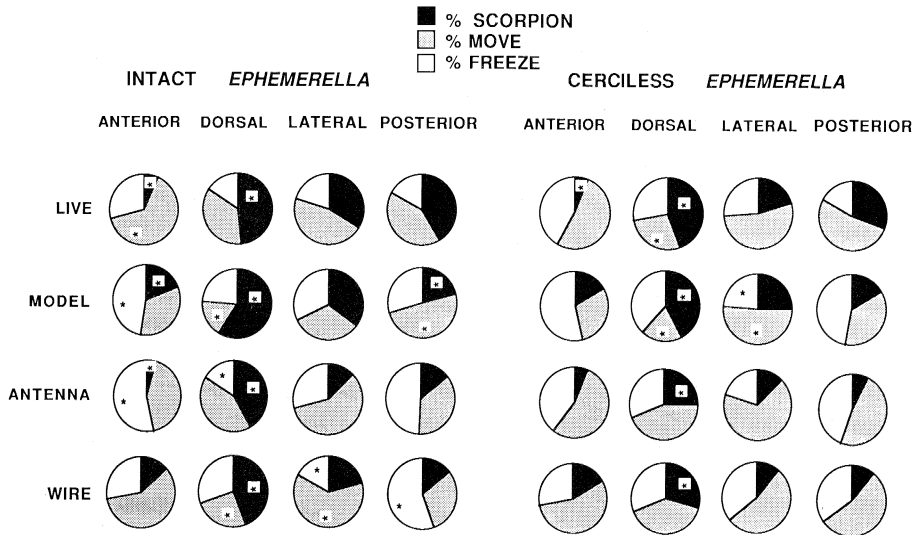 % SCORPION
% MOVE
% FREEZE
INTACT EPHEMERELLA
CERCILESS EPHEMERELLA
ANTERIOR DORSAL LATERAL POSTERIOR
ANTERIOR DORSAL LATERAL POSTERIOR
LIVE
* * * * * *
MODEL
* * * * * * * * * *
ANTENNA
* * * * *
WIRE
* * * * * *